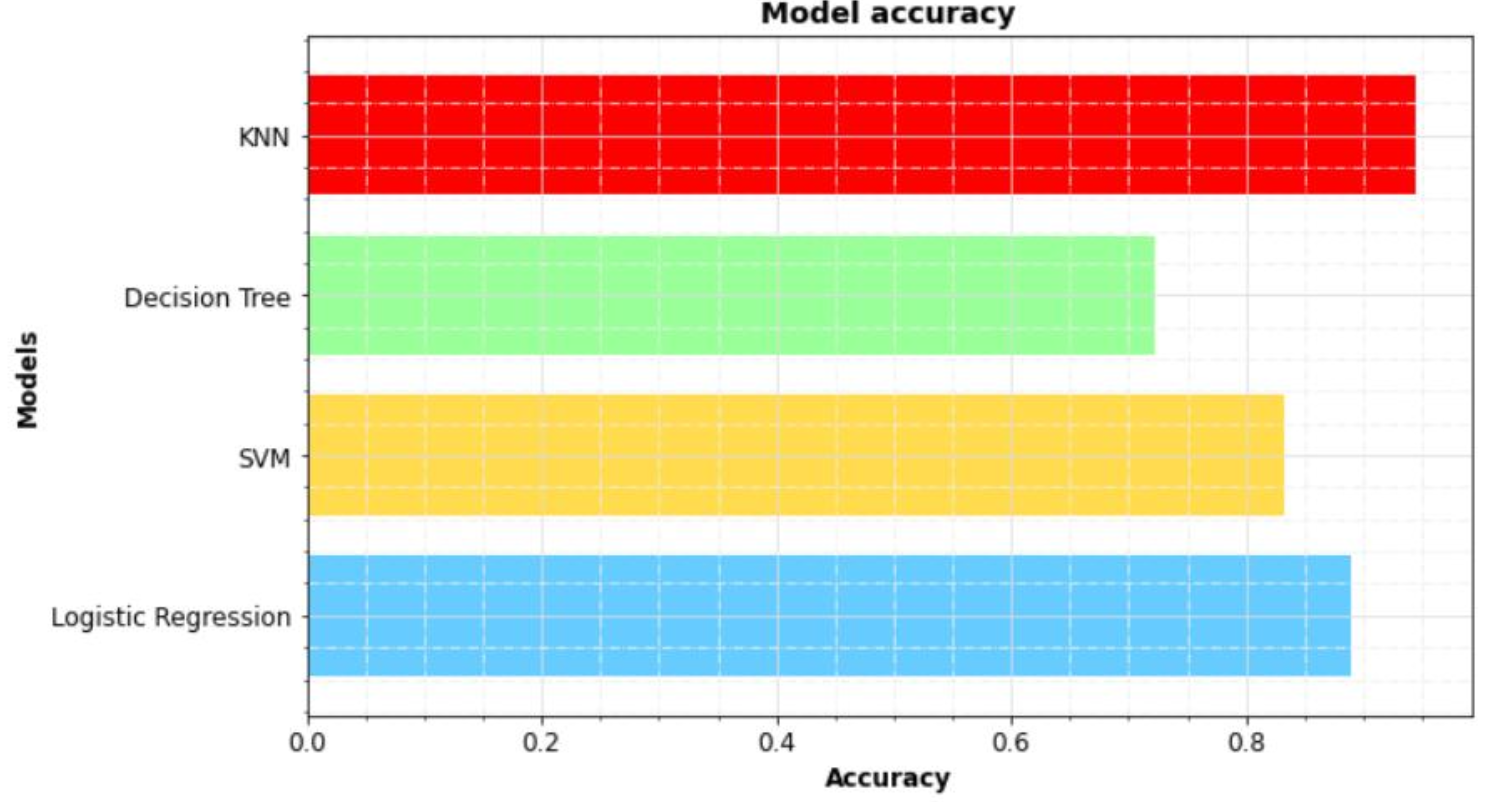 Model accuracy
KNN
Decision Tree
SVM
Logistic Regression
Models
0.0 0.2 0.4 0.6 0.8
Accuracy